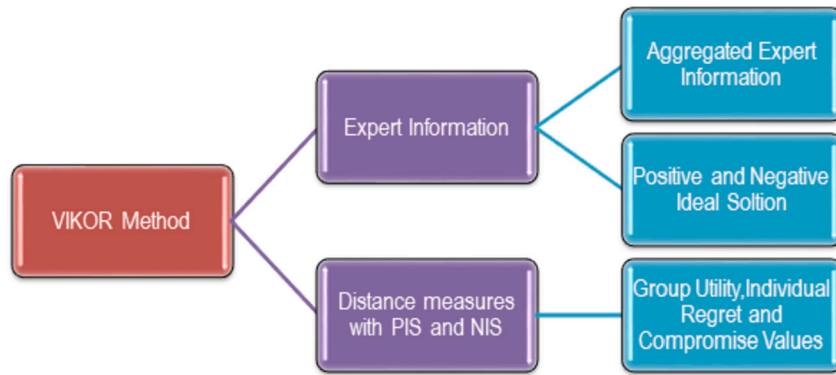 VIKOR Method
Expert Information
Distance measures
with PIS and NIS
Aggregated Expert
Information
Positive and Negative
Ideal Soltion
Group Utility,Individual
Regret and
Compromise Values